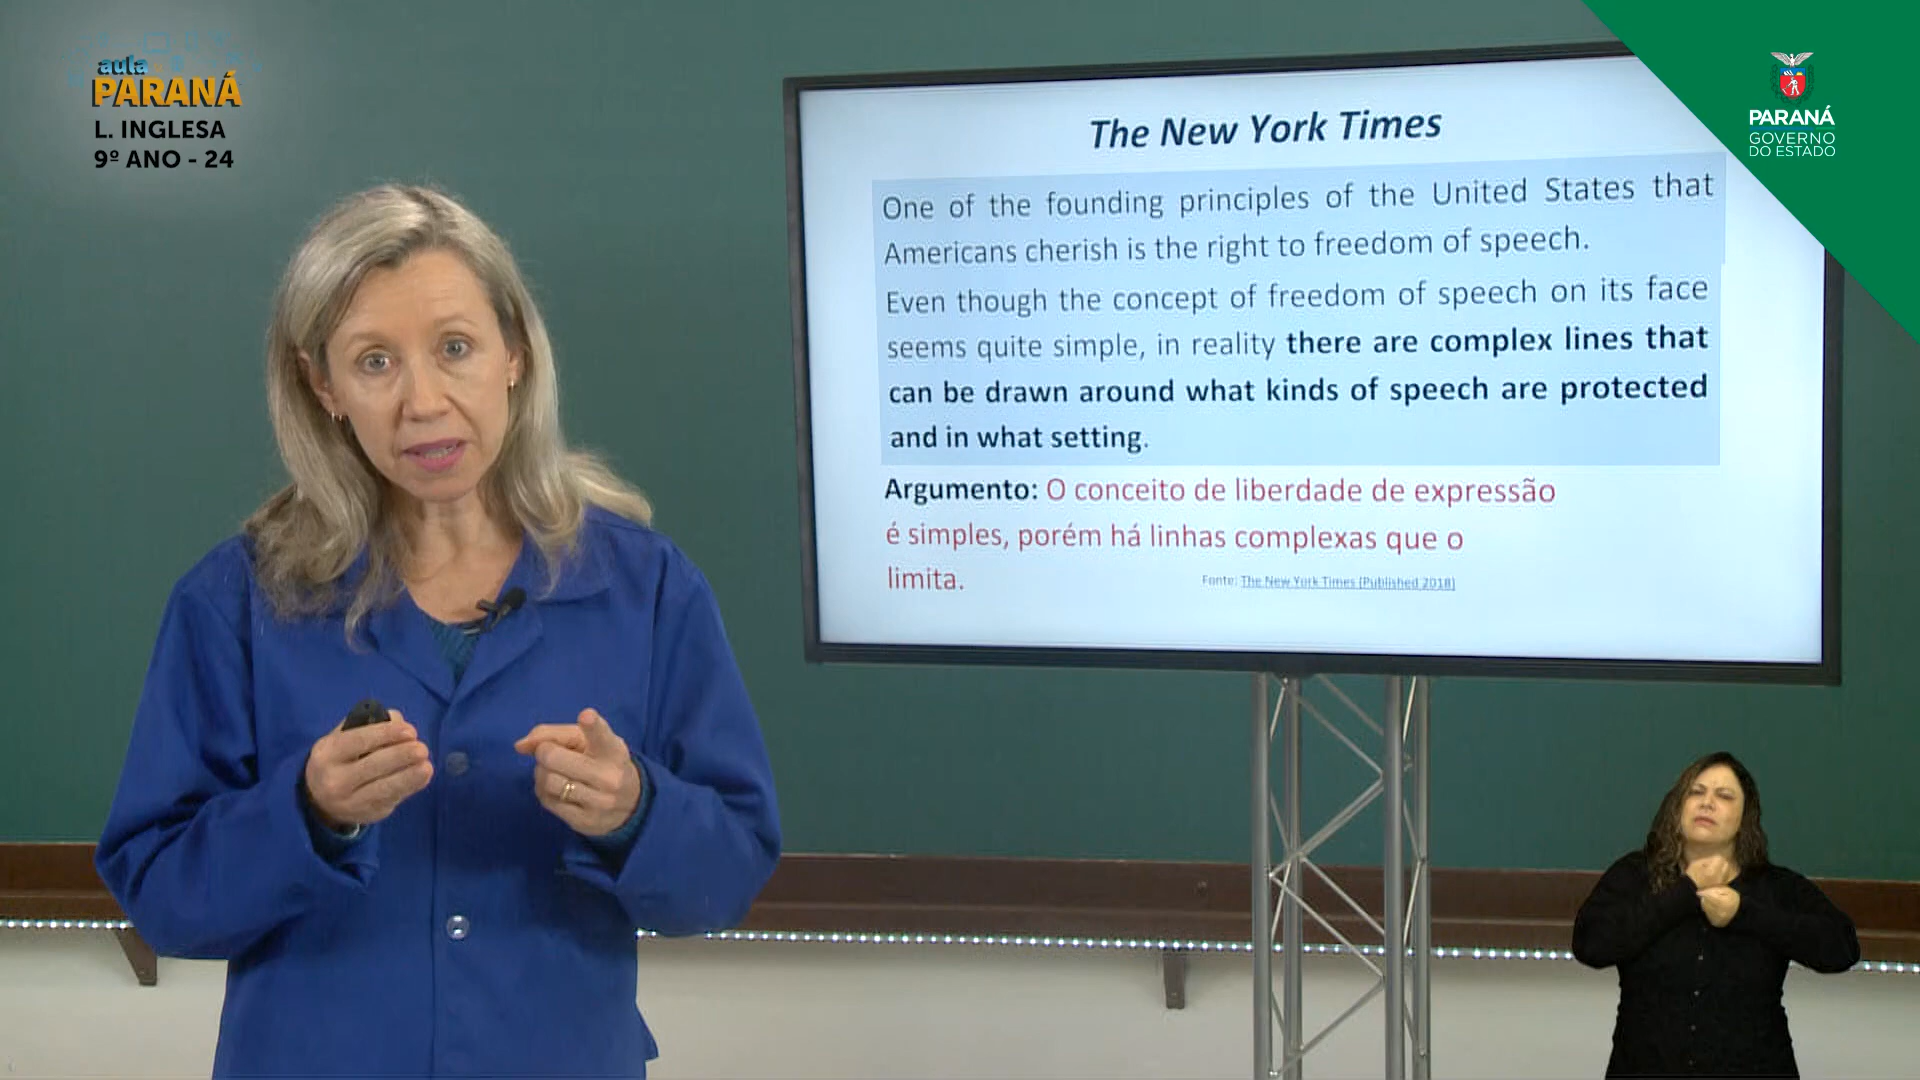 aula
PARANÁ
L. INGLESA
9º ANO - 24
The New York Times
One of the founding principles of the United States that
Americans cherish is the right to freedom of speech.
Even though the concept of freedom of speech on its face
seems quite simple, in reality there are complex lines that
can be drawn around what kinds of speech are protected
and in what setting.
Argumento: O conceito de liberdade de expressão
é simples, porém há linhas complexas que o
limita.
Fonte: The New York Times (Published 2018)
PARANÁ
GOVERNO
DO ESTADO